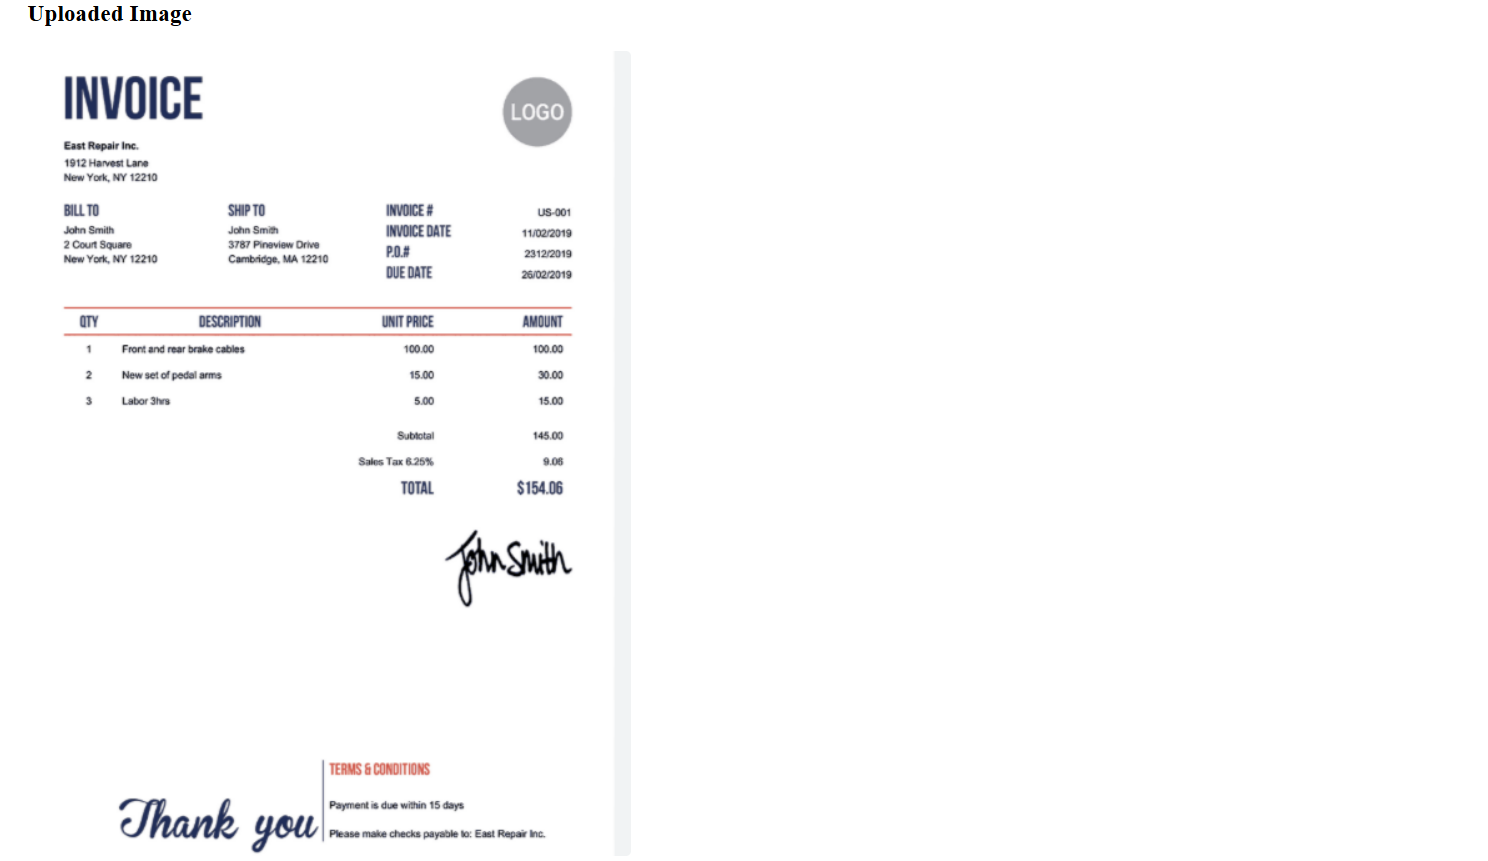 Uploaded Image
INVOICE
LOGO
East Repair Inc.
1912 Harvest Lane
New York, NY 12210
BILL TO
John Smith
2 Court Square
New York, NY 12210
SHIP TO
John Smith
3787 Pineview Drive
Cambridge, MA 12210
INVOICE # US-001
INVOICE DATE 11/02/2019
P.O.# 2312/2019
DUE DATE 26/02/2019
QTY DESCRIPTION UNIT PRICE AMOUNT
1 Front and rear brake cables 100.00 100.00
2 New set of pedal arms 15.00 30.00
3 Labor 3hrs 5.00 15.00
Subtotal 145.00
Sales Tax 6.25% 9.06
TOTAL $154.06
John Smith
Thank you
TERMS & CONDITIONS
Payment is due within 15 days
Please make checks payable to: East Repair Inc.